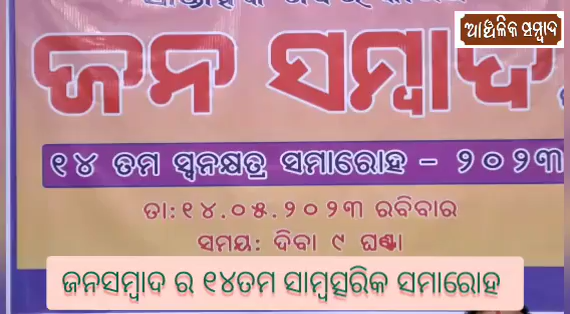 ଆଞ୍ଚଳିକ ସମ୍ବାଦ
ଜନ ସମ୍ବାଦ
୧୪ ତମ ସ୍ୱନକ୍ଷତ୍ର ସମାରୋହ - ୨୦୨୩
ତା:୧୪.୦୫.୨୦୨୩ ରବିବାର
ସମୟ: ଦିବା ୯ ଘଣ୍ଟା
ଜନସମ୍ବାଦ ର ୧୪ତମ ସାମ୍ବତ୍ସରିକ ସମାରୋହ